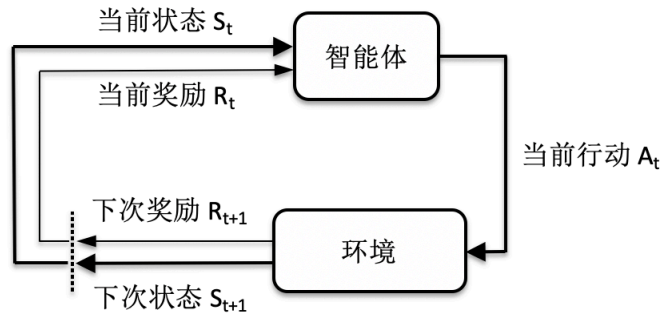 当前状态 St
智能体
当前奖励 Rt
当前行动 At
下次奖励 Rt+1
环境
下次状态 St+1